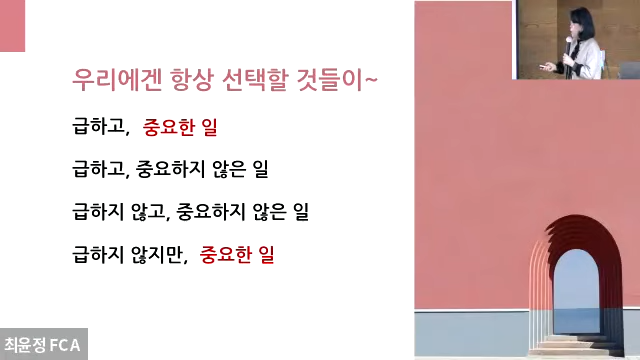 우리에겐 항상 선택할 것들이~
급하고, 중요한 일
급하고, 중요하지 않은 일
급하지 않고, 중요하지 않은 일
급하지 않지만, 중요한 일
최윤정 FCA